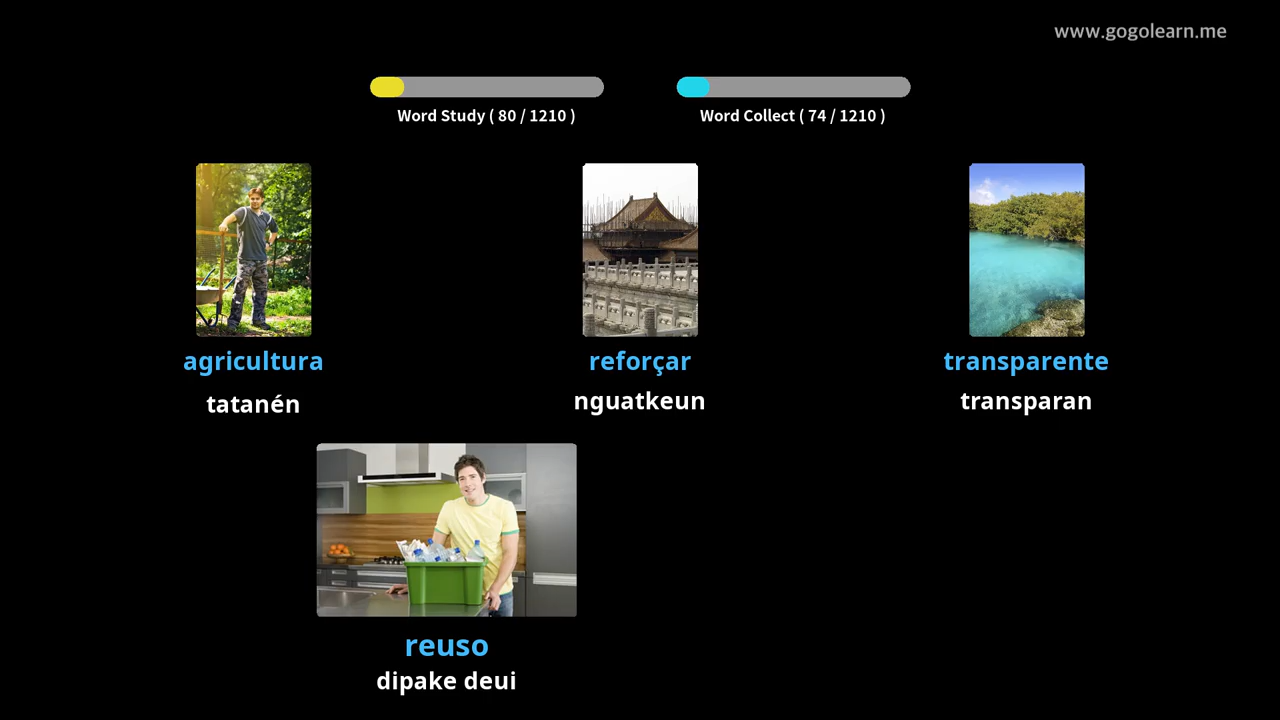 www.gogolearn.me
Word Study ( 80 / 1210 )
Word Collect ( 74 / 1210 )
agricultura
tatanén
reforçar
nguatkeun
transparente
transparan
reuso
dipake deui